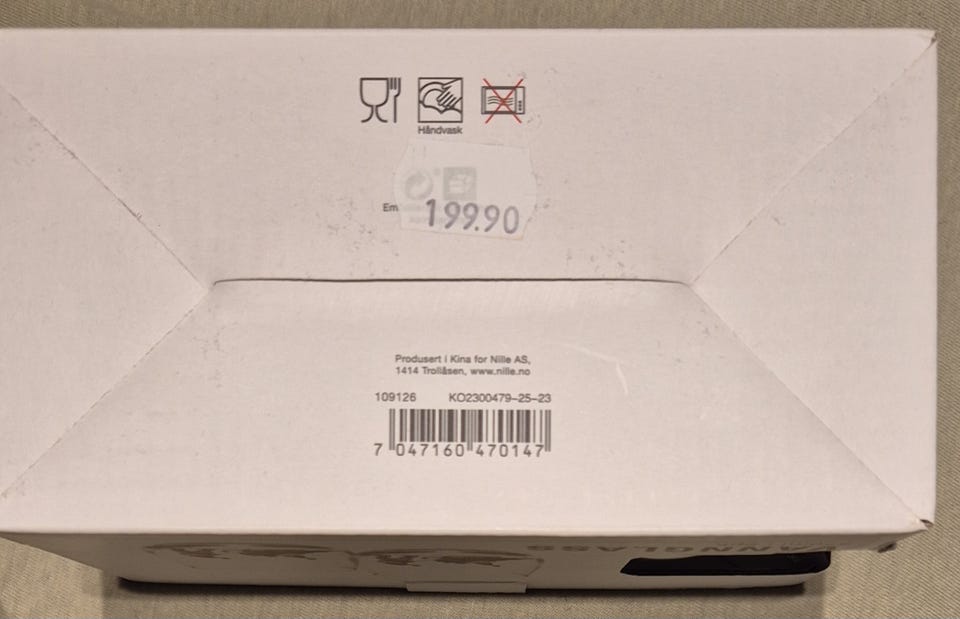 Håndvask
Em
199.90
Produsert i Kina for Nille AS,
1414 Trollåsen, www.nille.no
109126 KO2300479-25-23
7 047160 470147